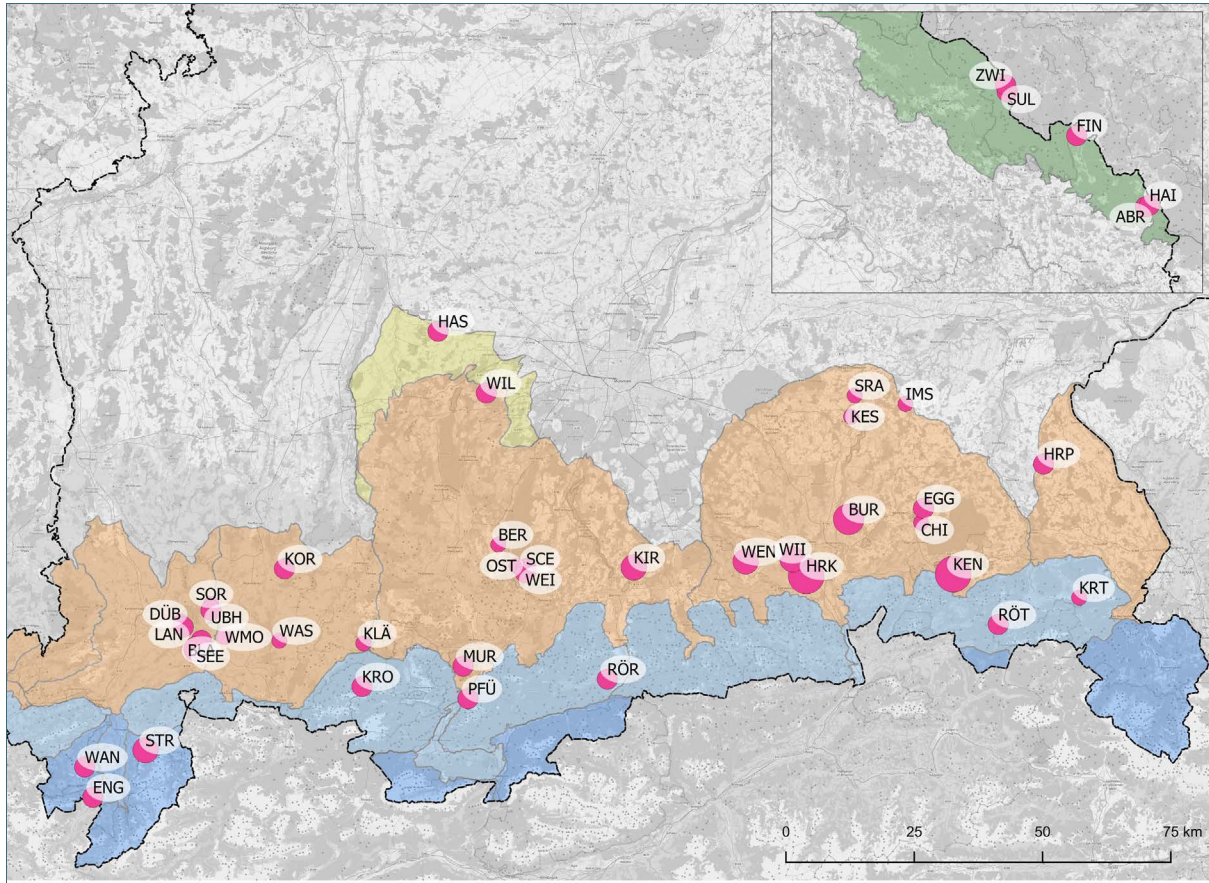 ZWI
SUL
FIN
HAI
ABR
HAS
WIL
SRA
IMS
KES
HRP
EGG
BUR
CHI
BER
SCE
OST
WEI
KIR
WEN
WII
HRK
KEN
KOR
SOR
DÜB
UBH
LAN
WMO
WAS
SEE
KLÄ
KRT
RÖT
MUR
KRO
PFÜ
RÖR
STR
WAN
ENG
0 25 50 75 km